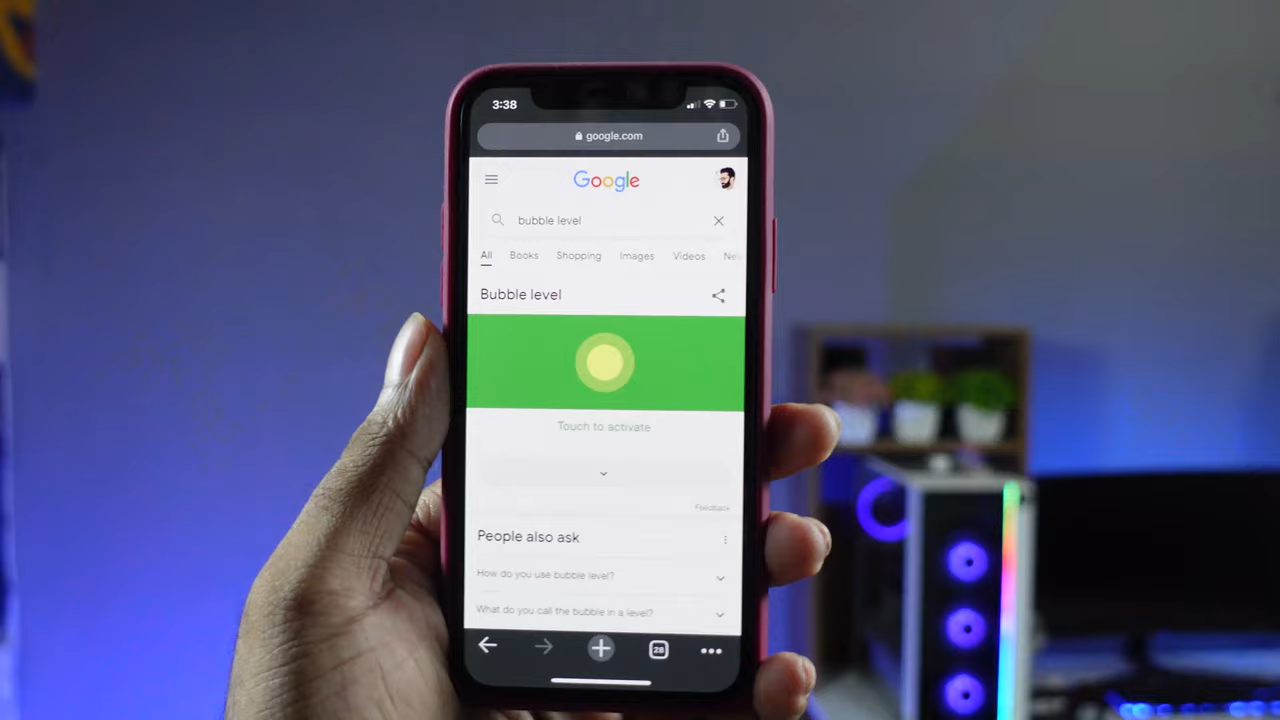 3:38
google.com
Google
bubble level
All Books Shopping Images Videos
Bubble level
Touch to activate
Feedback
People also ask
How do you use bubble level?
What do you call the bubble in a level?
28